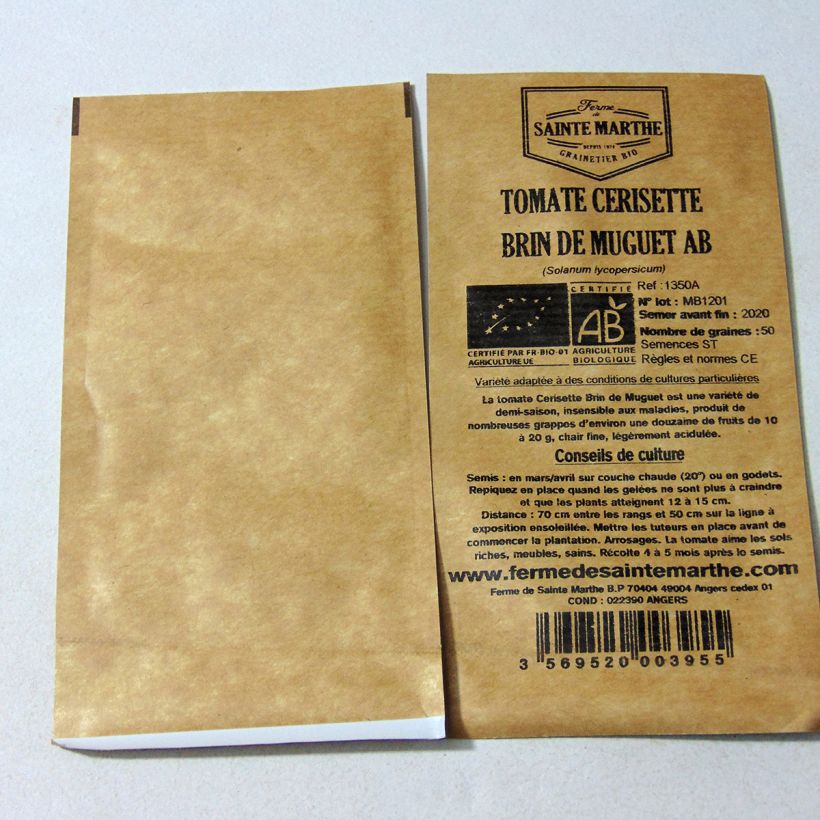 Ferme
de
SAINTE MARTHE
DEPUIS 1974
GRAINETIER BIO
TOMATE CERISETTE
BRIN DE MUGUET AB
(Solanum lycopersicum)
Ref : 1350A
N° lot : MB1201
Semer avant fin : 2020
Nombre de graines : 50
Semences ST
Règles et normes CE
CERTIFIÉ PAR FR-BIO-01
AGRICULTURE UE
CERTIFIÉ
AB
AGRICULTURE
BIOLOGIQUE
Variété adaptée à des conditions de cultures particulières
La tomate Cerisette Brin de Muguet est une variété de
demi-saison, insensible aux maladies, produit de
nombreuses grappes d'environ une douzaine de fruits de 10
à 20 g, chair fine, légèrement acidulée.
Conseils de culture
Semis : en mars/avril sur couche chaude (20°) ou en godets.
Repiquez en place quand les gelées ne sont plus à craindre
et que les plants atteignent 12 à 15 cm.
Distance : 70 cm entre les rangs et 50 cm sur la ligne à
exposition ensoleillée. Mettre les tuteurs en place avant de
commencer la plantation. Arrosages. La tomate aime les sols
riches, meubles, sains. Récolte 4 à 5 mois après le semis.
www.fermedesaintemarthe.com
Ferme de Sainte Marthe B.P 70404 49004 Angers cedex 01
COND : 022390 ANGERS
3 569520 003955